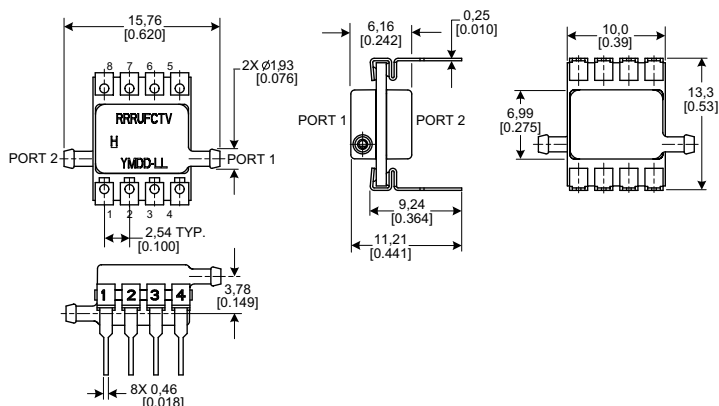 15,76
[0.620]
8 7 6 5
2X Ø1,93
[0.076]
RRRUFCTV
H
YMDD-LL
PORT 2
PORT 1
1 2 3 4
2,54 TYP.
[0.100]
6,16
[0.242]
0,25
[0.010]
PORT 1
PORT 2
9,24
[0.364]
11,21
[0.441]
10,0
[0.39]
6,99
[0.275]
13,3
[0.53]
1 2 3 4
3,78
[0.149]
8X 0,46
[0.018]